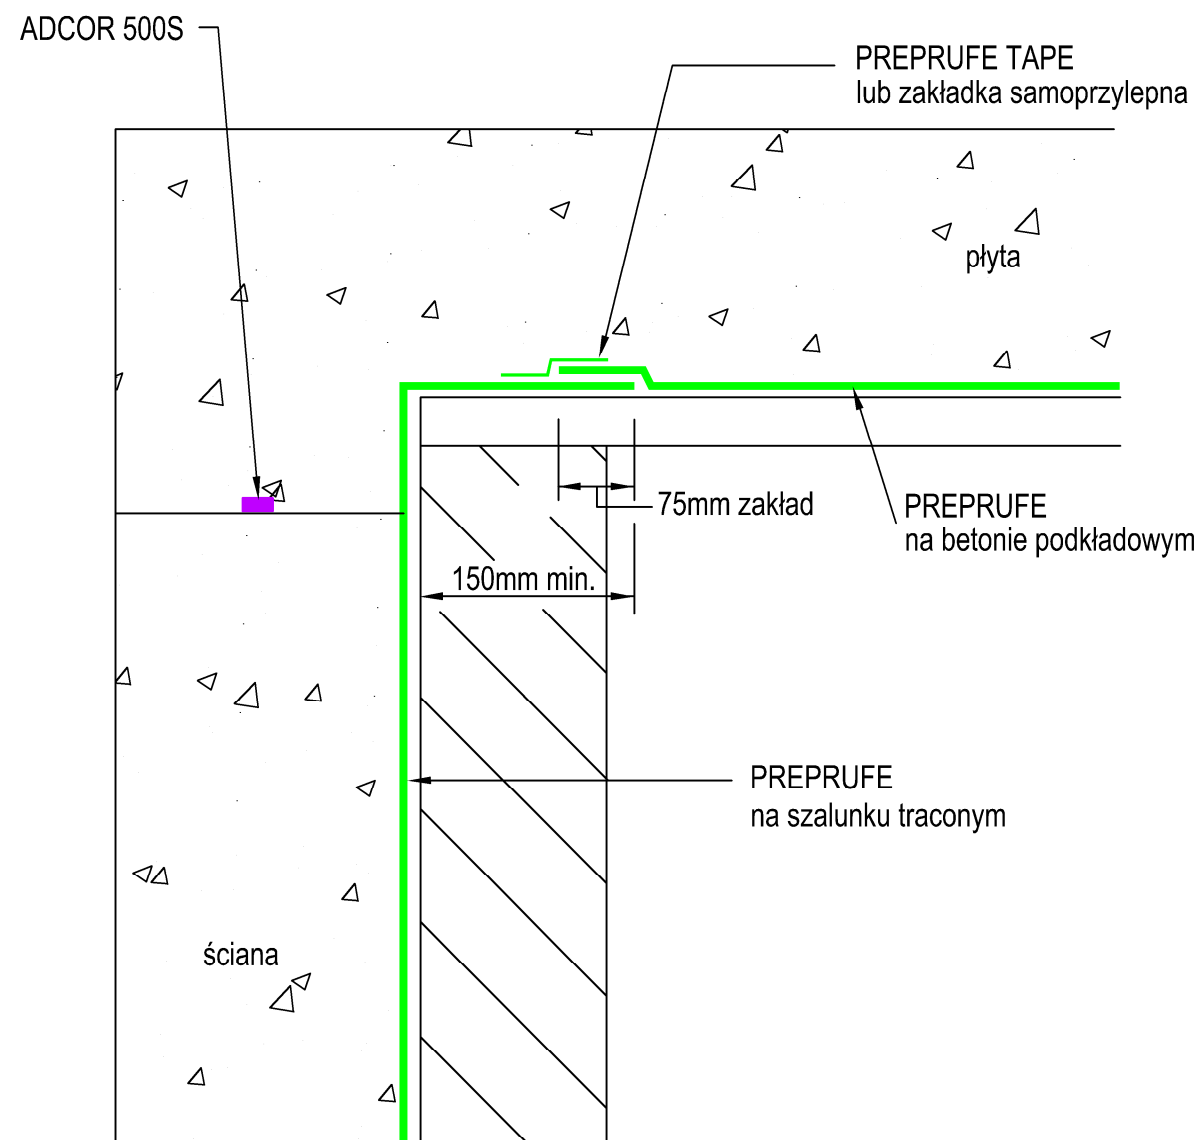 ADCOR 500S
PREPRUFE TAPE
lub zakładka samoprzylepna
płyta
75mm zakład
PREPRUFE
na betonie podkładowym
150mm min.
PREPRUFE
na szalunku traconym
ściana